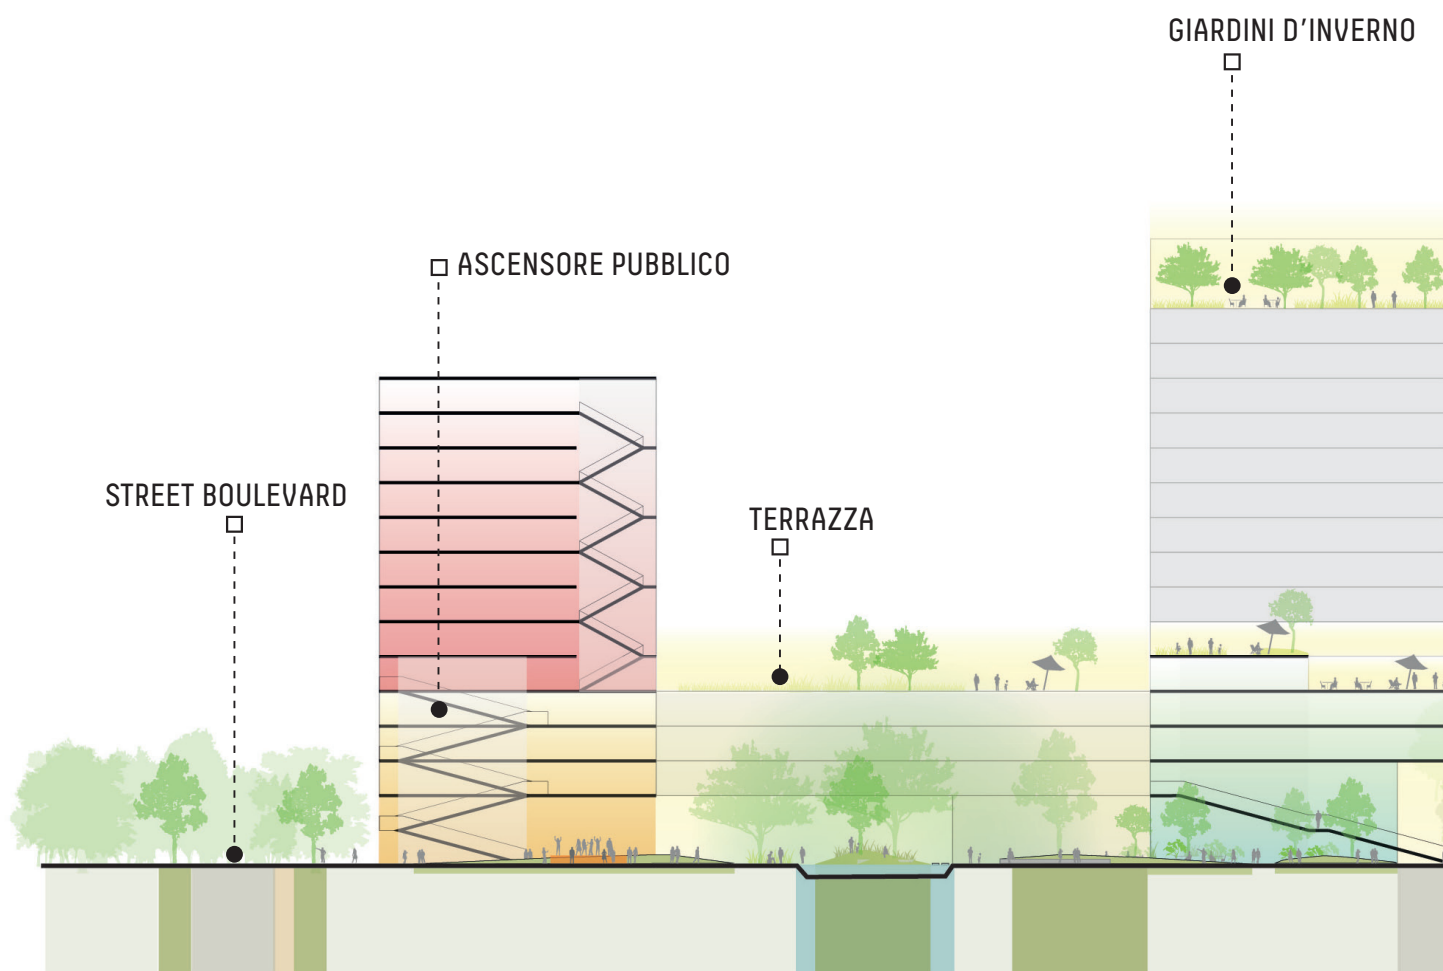 GIARDINI D'INVERNO
ASCENSORE PUBBLICO
STREET BOULEVARD
TERRAZZA